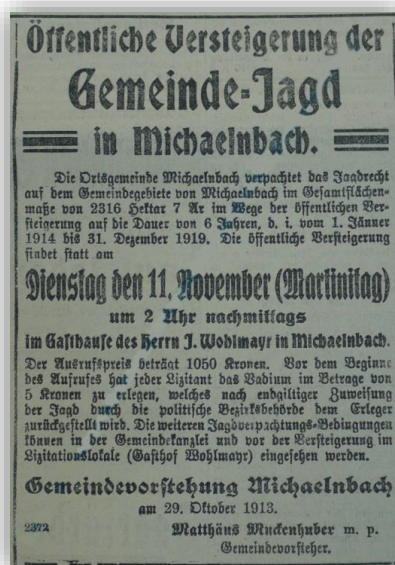 Öffentliche Versteigerung der
Gemeinde-Jagd
in Michaelnbach.
Die Ortsgemeinde Michaelnbach verpachtet das Jagdrecht
auf dem Gemeindegebiete von Michaelnbach im Gesamtflächen-
maße von 2316 Hektar 7 Ar im Wege der öffentlichen Ver-
steigerung auf die Dauer von 6 Jahren, d. i. vom 1. Jänner
1914 bis 31. Dezember 1919. Die öffentliche Versteigerung
findet statt am
Dienstag den 11. November (Martinitag)
um 2 Uhr nachmittags
im Gasthause des Herrn J. Wohlmayr in Michaelnbach.
Der Ausrufspreis beträgt 1050 Kronen. Vor dem Beginne
des Aufrufes hat jeder Lizitant das Vadium im Betrage von
5 Kronen zu erlegen, welches nach endgiltiger Zuweisung
der Jagd durch die politische Bezirksbehörde dem Erleger
zurückgestellt wird. Die weiteren Jagdverpachtungs-Bedingungen
können in der Gemeindekanzlei und vor der Versteigerung im
Lizitationslokale (Gasthof Wohlmayr) eingesehen werden.
Gemeindevorstehung Michaelnbach
am 29. Oktober 1913.
2372 Matthäus Muckenhuber m. p.
Gemeindevorsteher.